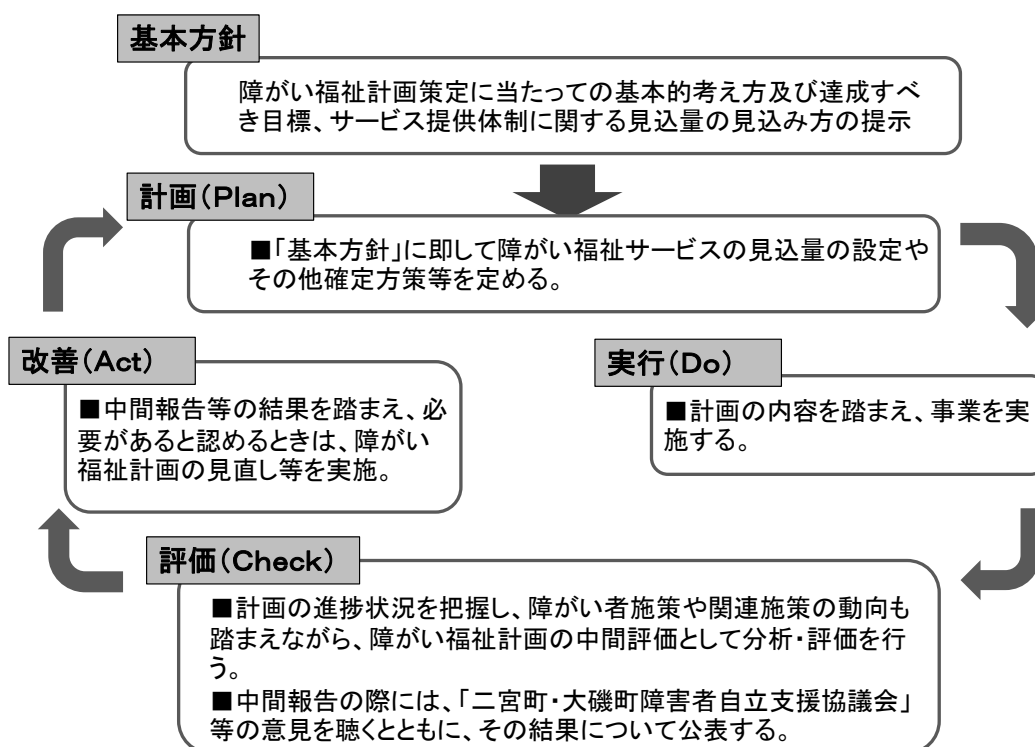 基本方針
障がい福祉計画策定に当たっての基本的考え方及び達成すべ
き目標、サービス提供体制に関する見込量の見込み方の提示
計画(Plan)
■「基本方針」に即して障がい福祉サービスの見込量の設定や
その他確定方策等を定める。
改善(Act)
■中間報告等の結果を踏まえ、必
要があると認めるときは、障がい
福祉計画の見直し等を実施。
実行(Do)
■計画の内容を踏まえ、事業を実
施する。
評価(Check)
■計画の進捗状況を把握し、障がい者施策や関連施策の動向も
踏まえながら、障がい福祉計画の中間評価として分析・評価を行
う。
■中間報告の際には、「二宮町・大磯町障害者自立支援協議会」
等の意見を聴くとともに、その結果について公表する。